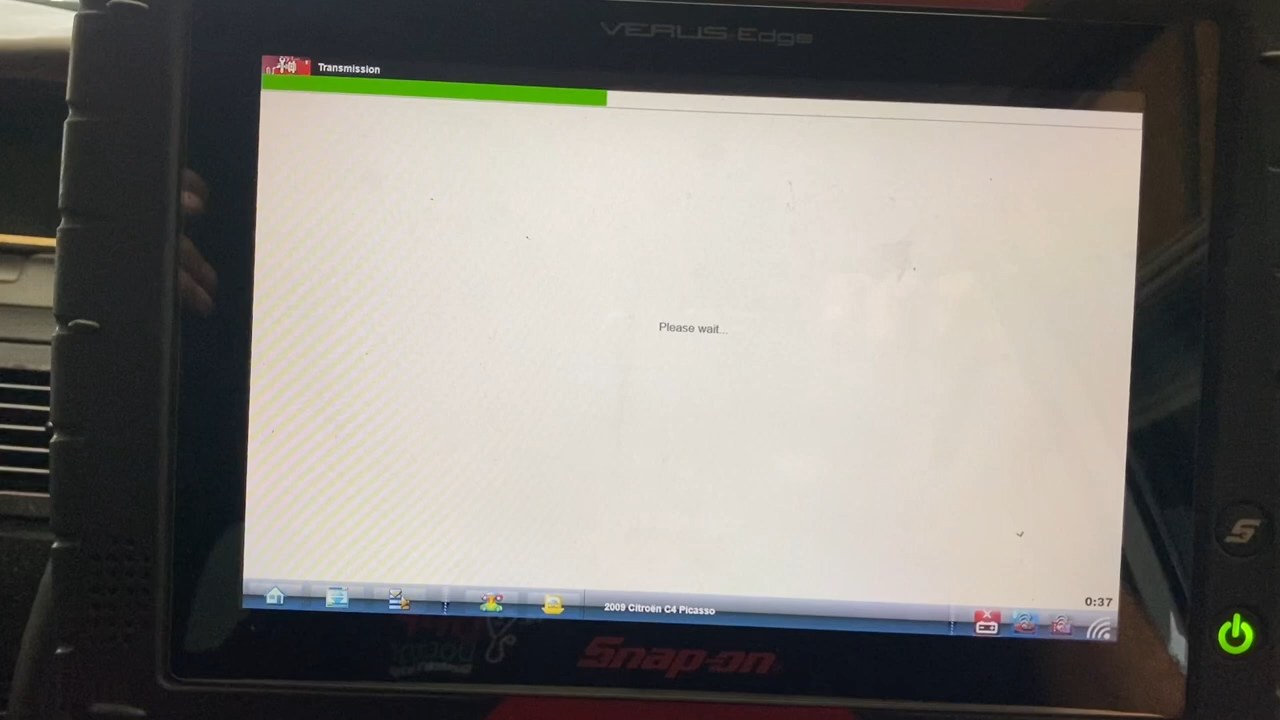 VERUS Edge
Transmission
Please wait...
0:37
2009 Citroën C4 Picasso
Snap-on